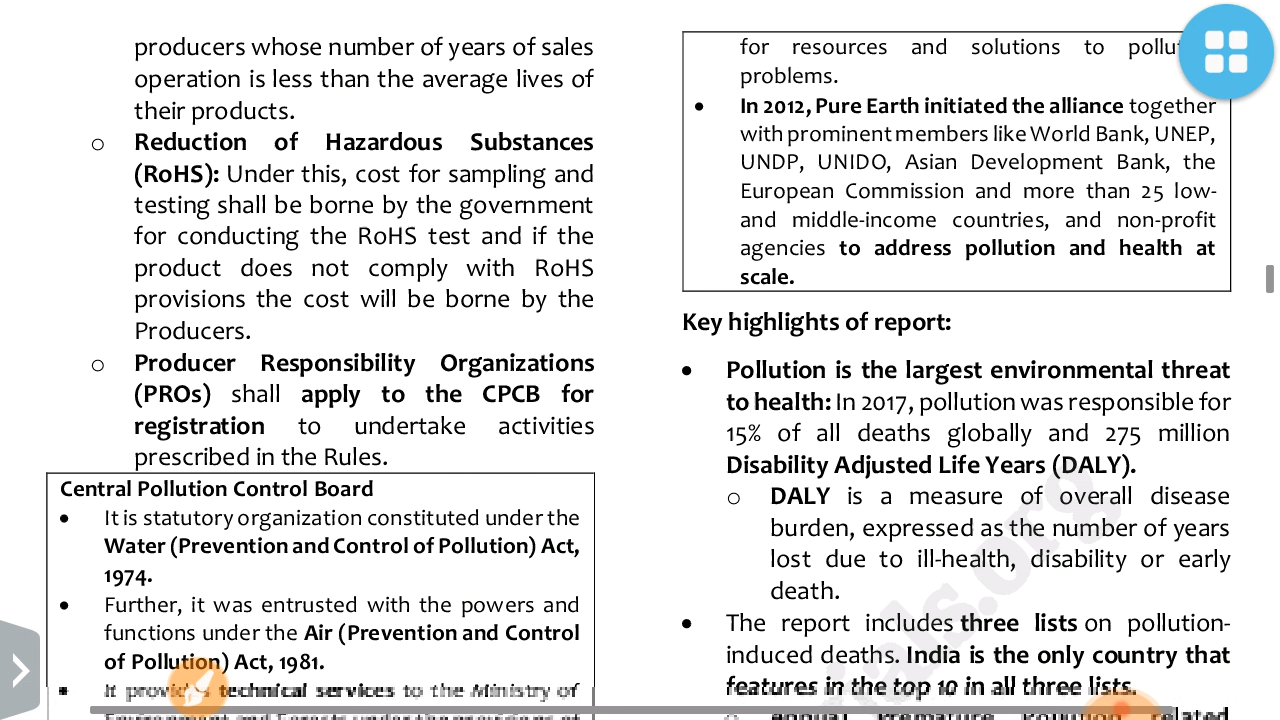 producers whose number of years of sales
operation is less than the average lives of
their products.
o Reduction of Hazardous Substances
(RoHS): Under this, cost for sampling and
testing shall be borne by the government
for conducting the RoHS test and if the
product does not comply with RoHS
provisions the cost will be borne by the
Producers.
o Producer Responsibility Organizations
(PROs) shall apply to the CPCB for
registration to undertake activities
prescribed in the Rules.
Central Pollution Control Board
• It is statutory organization constituted under the
Water (Prevention and Control of Pollution) Act,
1974.
• Further, it was entrusted with the powers and
functions under the Air (Prevention and Control
of Pollution) Act, 1981.
• It technical services to the Ministry of
for resources and solutions to
problems.
• In 2012, Pure Earth initiated the alliance together
with prominent members like World Bank, UNEP,
UNDP, UNIDO, Asian Development Bank, the
European Commission and more than 25 low-
and middle-income countries, and non-profit
agencies to address pollution and health at
scale.
Key highlights of report:
• Pollution is the largest environmental threat
to health: In 2017, pollution was responsible for
15% of all deaths globally and 275 million
Disability Adjusted Life Years (DALY).
o DALY is a measure of overall disease
burden, expressed as the number of years
lost due to ill-health, disability or early
death.
• The report includes three lists on pollution-
induced deaths. India is the only country that
features in the top 10 in all three lists.